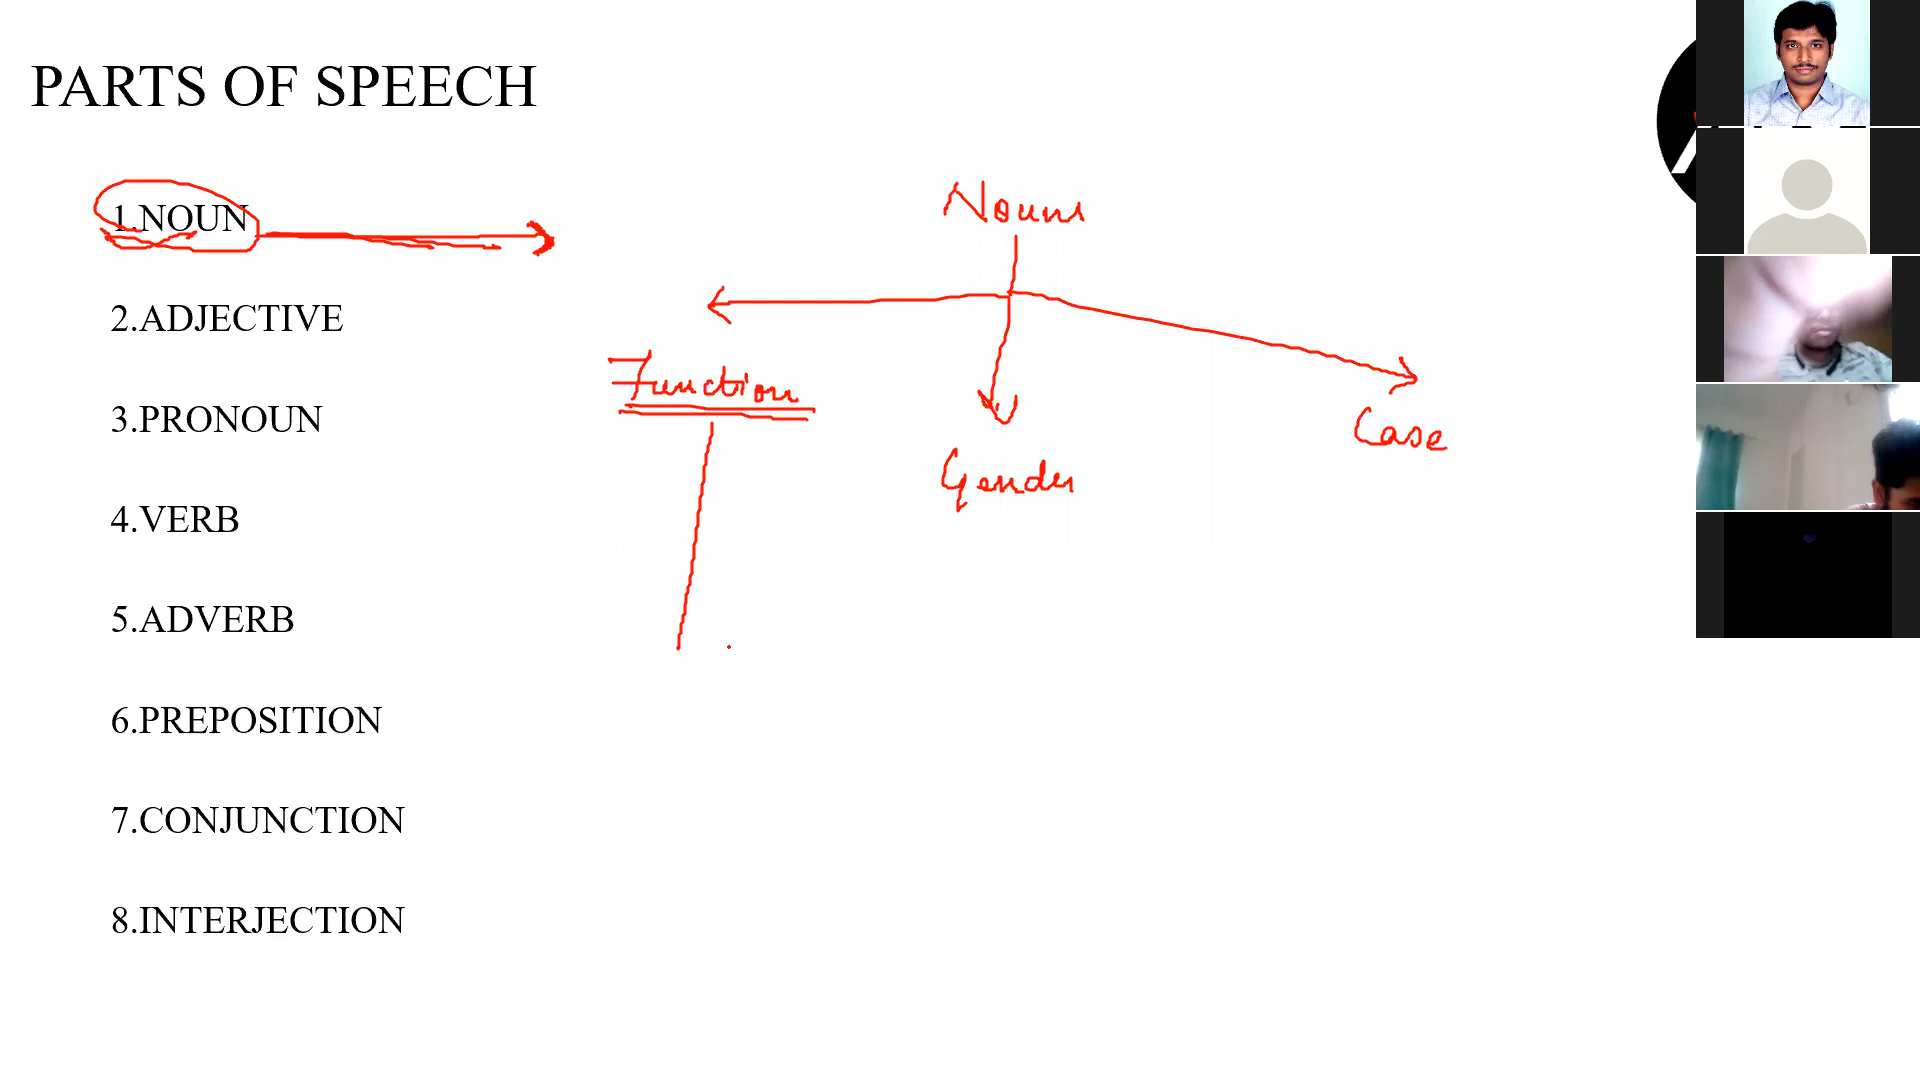 PARTS OF SPEECH
1.NOUN
2.ADJECTIVE
3.PRONOUN
4.VERB
5.ADVERB
6.PREPOSITION
7.CONJUNCTION
8.INTERJECTION
Nouns
Function
Gender
Case